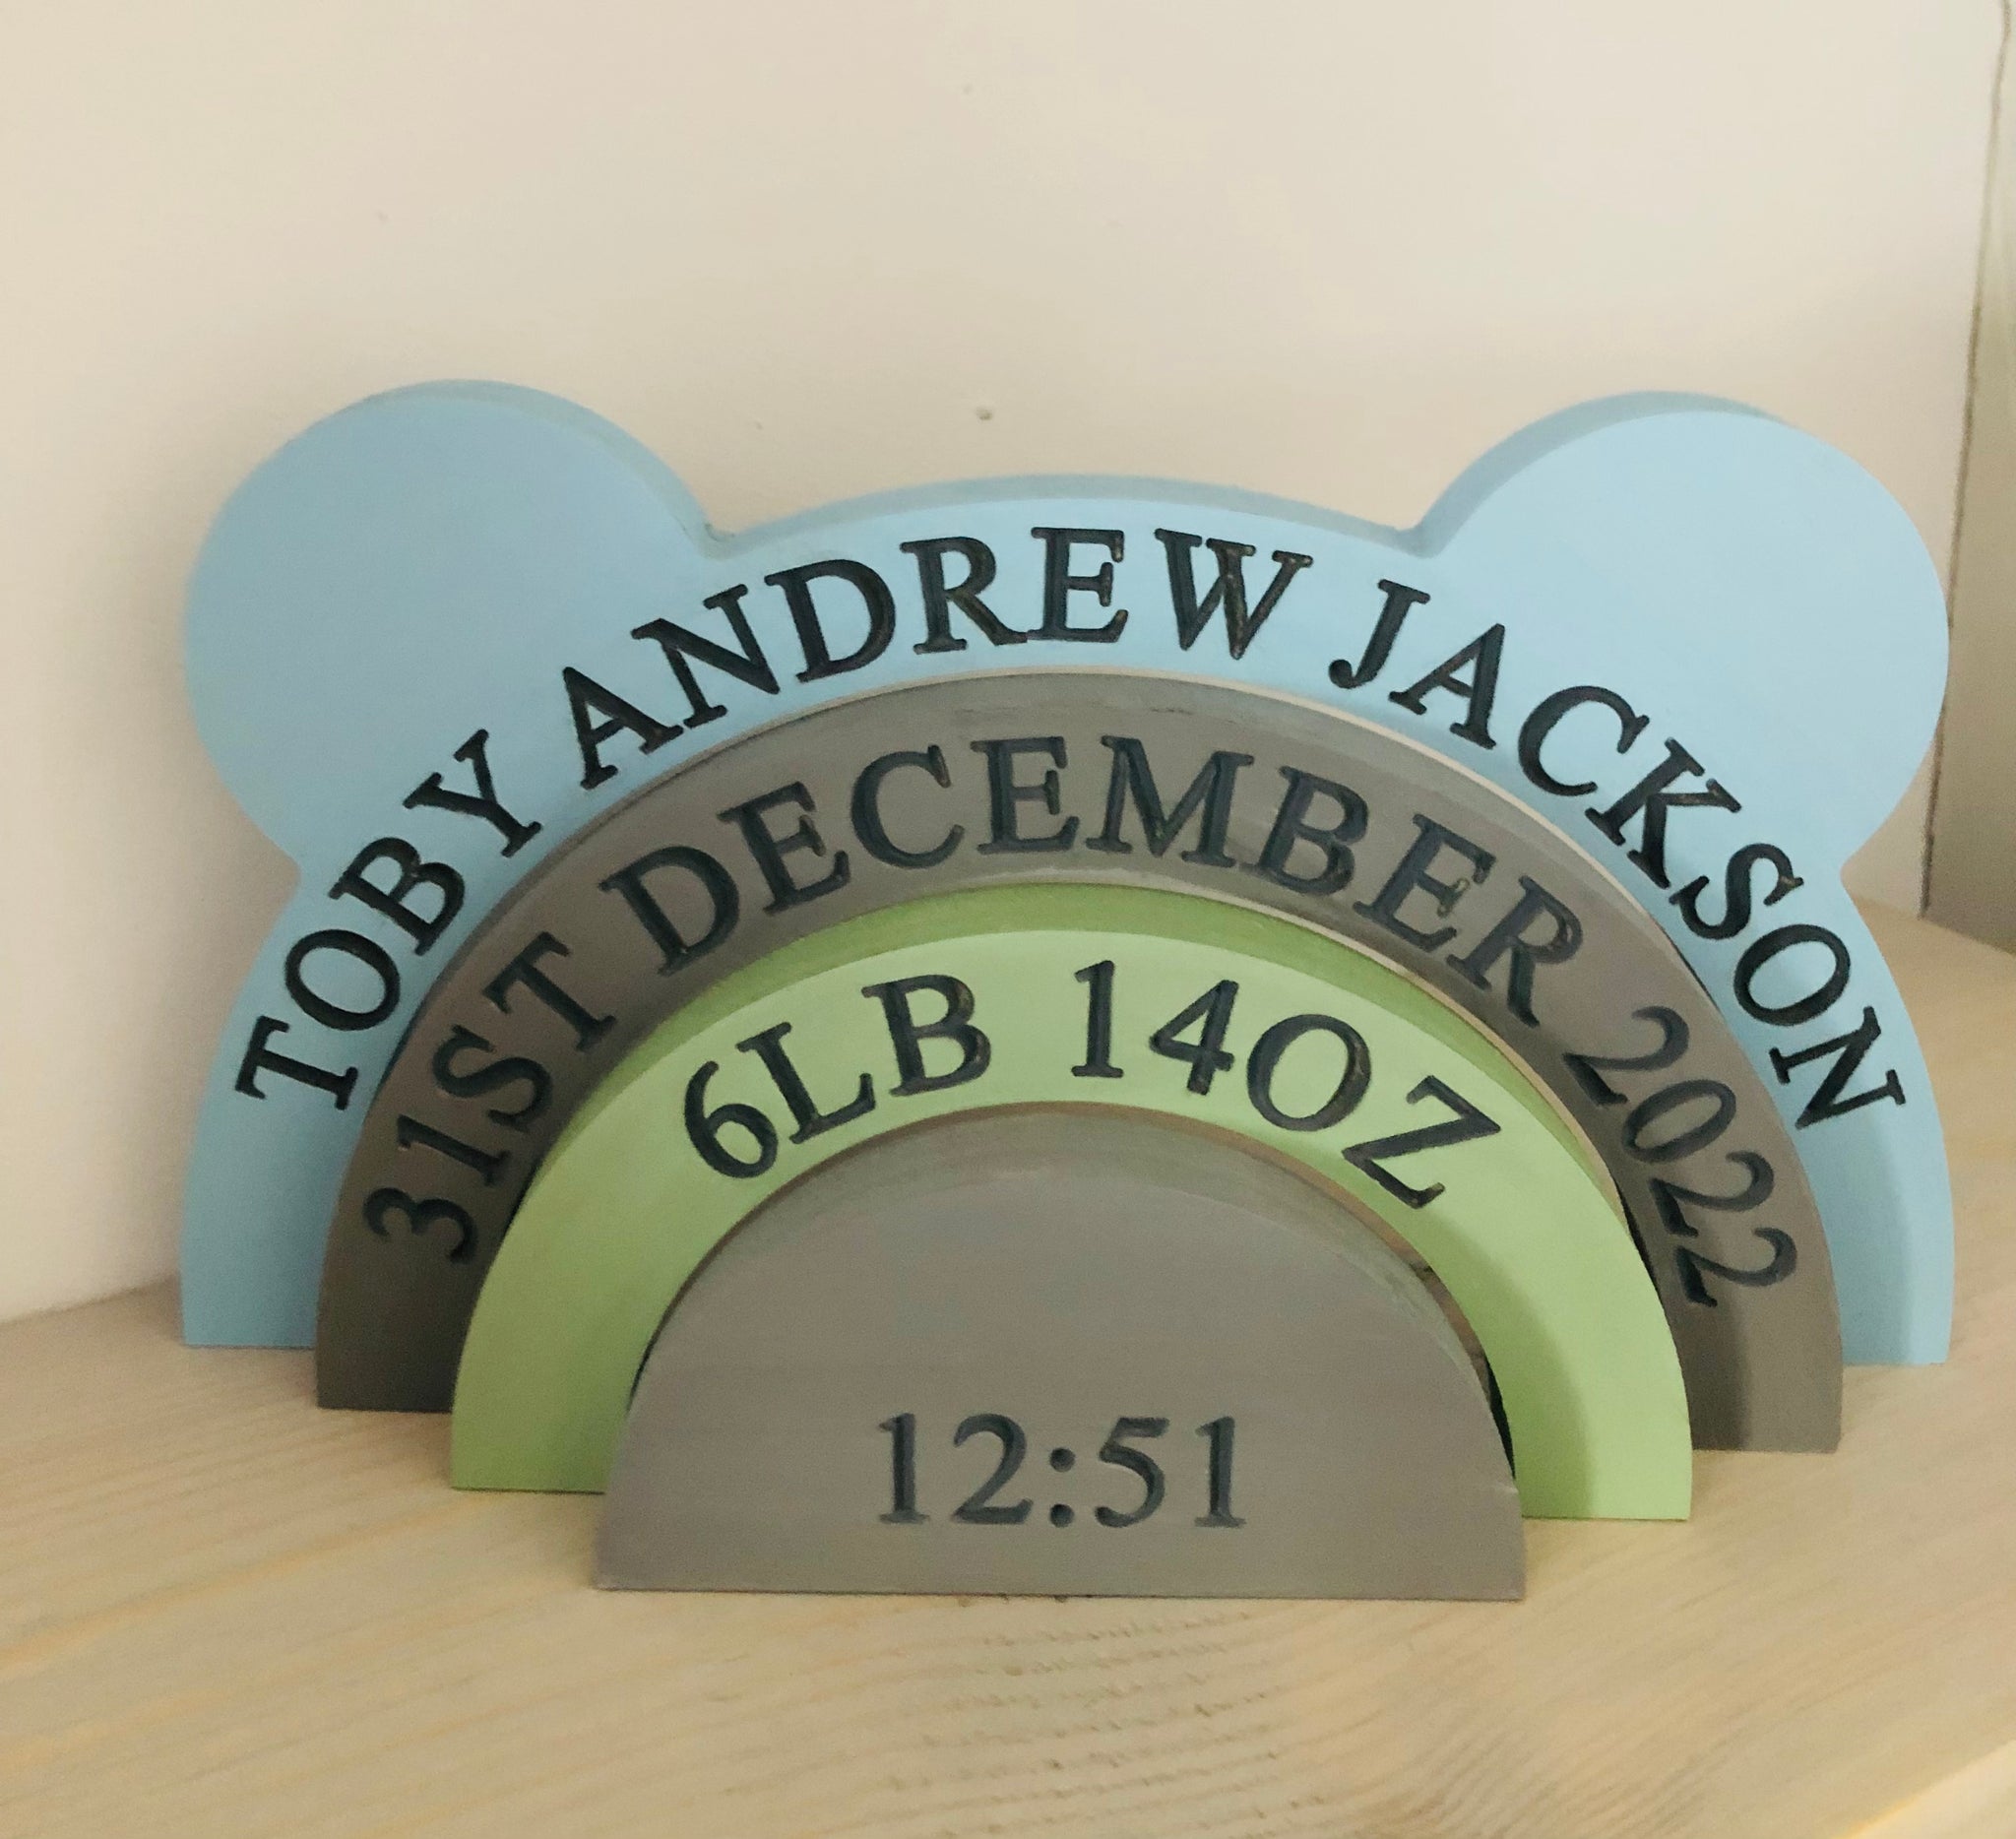 TOBY ANDREW JACKSON
31ST DECEMBER 2022
6LB 14OZ
12:51